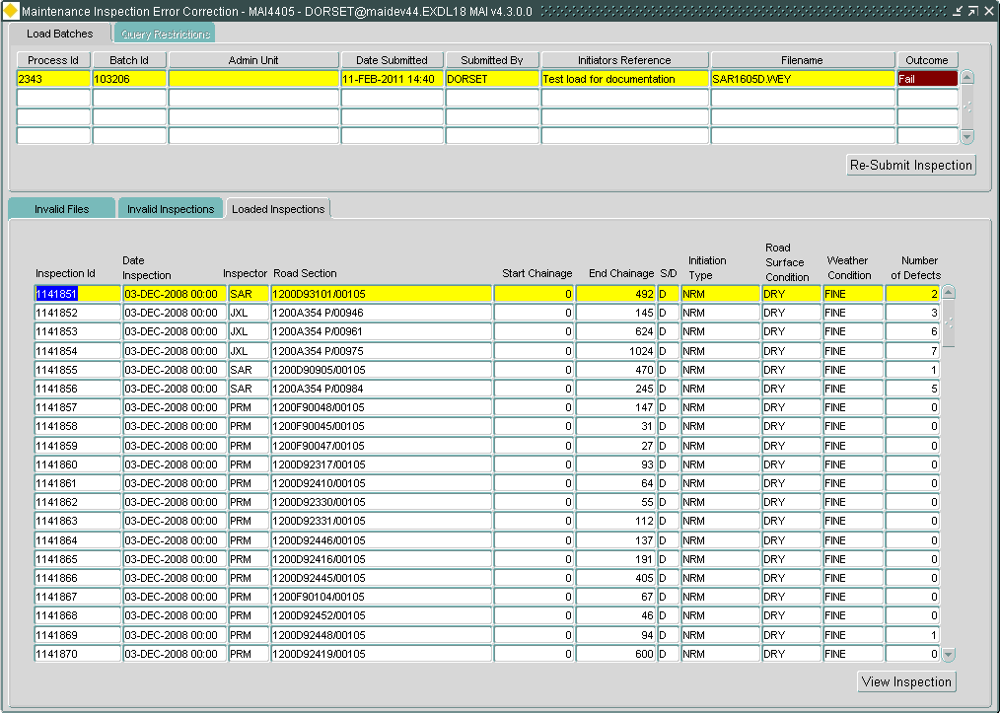 Maintenance Inspection Error Correction - MAI4405 - DORSET@maidev44.EXDL18 MAI v4.3.0.0
Load Batches Query Restrictions
Process Id Batch Id Admin Unit Date Submitted Submitted By Initiators Reference Filename Outcome
2343 103206 11-FEB-2011 14:40 DORSET Test load for documentation SAR1605D.WEY Fail
Re-Submit Inspection
Invalid Files Invalid Inspections Loaded Inspections
Inspection Id Date Inspection Inspector Road Section Start Chainage End Chainage S/D Initiation Type Road Surface Condition Weather Condition Number of Defects
1141851 03-DEC-2008 00:00 SAR 1200D93101/00105 0 492 D NRM DRY FINE 2
1141852 03-DEC-2008 00:00 JXL 1200A354 P/00946 0 145 D NRM DRY FINE 3
1141853 03-DEC-2008 00:00 JXL 1200A354 P/00961 0 624 D NRM DRY FINE 6
1141854 03-DEC-2008 00:00 JXL 1200A354 P/00975 0 1024 D NRM DRY FINE 7
1141855 03-DEC-2008 00:00 SAR 1200D90905/00105 0 470 D NRM DRY FINE 1
1141856 03-DEC-2008 00:00 SAR 1200A354 P/00984 0 245 D NRM DRY FINE 5
1141857 03-DEC-2008 00:00 PRM 1200F90048/00105 0 147 D NRM DRY FINE 0
1141858 03-DEC-2008 00:00 PRM 1200F90045/00105 0 31 D NRM DRY FINE 0
1141859 03-DEC-2008 00:00 PRM 1200F90047/00105 0 27 D NRM DRY FINE 0
1141860 03-DEC-2008 00:00 PRM 1200D92317/00105 0 93 D NRM DRY FINE 0
1141861 03-DEC-2008 00:00 PRM 1200D92410/00105 0 64 D NRM DRY FINE 0
1141862 03-DEC-2008 00:00 PRM 1200D92330/00105 0 55 D NRM DRY FINE 0
1141863 03-DEC-2008 00:00 PRM 1200D92331/00105 0 112 D NRM DRY FINE 0
1141864 03-DEC-2008 00:00 PRM 1200D92446/00105 0 137 D NRM DRY FINE 0
1141865 03-DEC-2008 00:00 PRM 1200D92416/00105 0 191 D NRM DRY FINE 0
1141866 03-DEC-2008 00:00 PRM 1200D92445/00105 0 405 D NRM DRY FINE 0
1141867 03-DEC-2008 00:00 PRM 1200F90104/00105 0 67 D NRM DRY FINE 0
1141868 03-DEC-2008 00:00 PRM 1200D92452/00105 0 46 D NRM DRY FINE 0
1141869 03-DEC-2008 00:00 PRM 1200D92448/00105 0 94 D NRM DRY FINE 1
1141870 03-DEC-2008 00:00 PRM 1200D92419/00105 0 600 D NRM DRY FINE 0
View Inspection